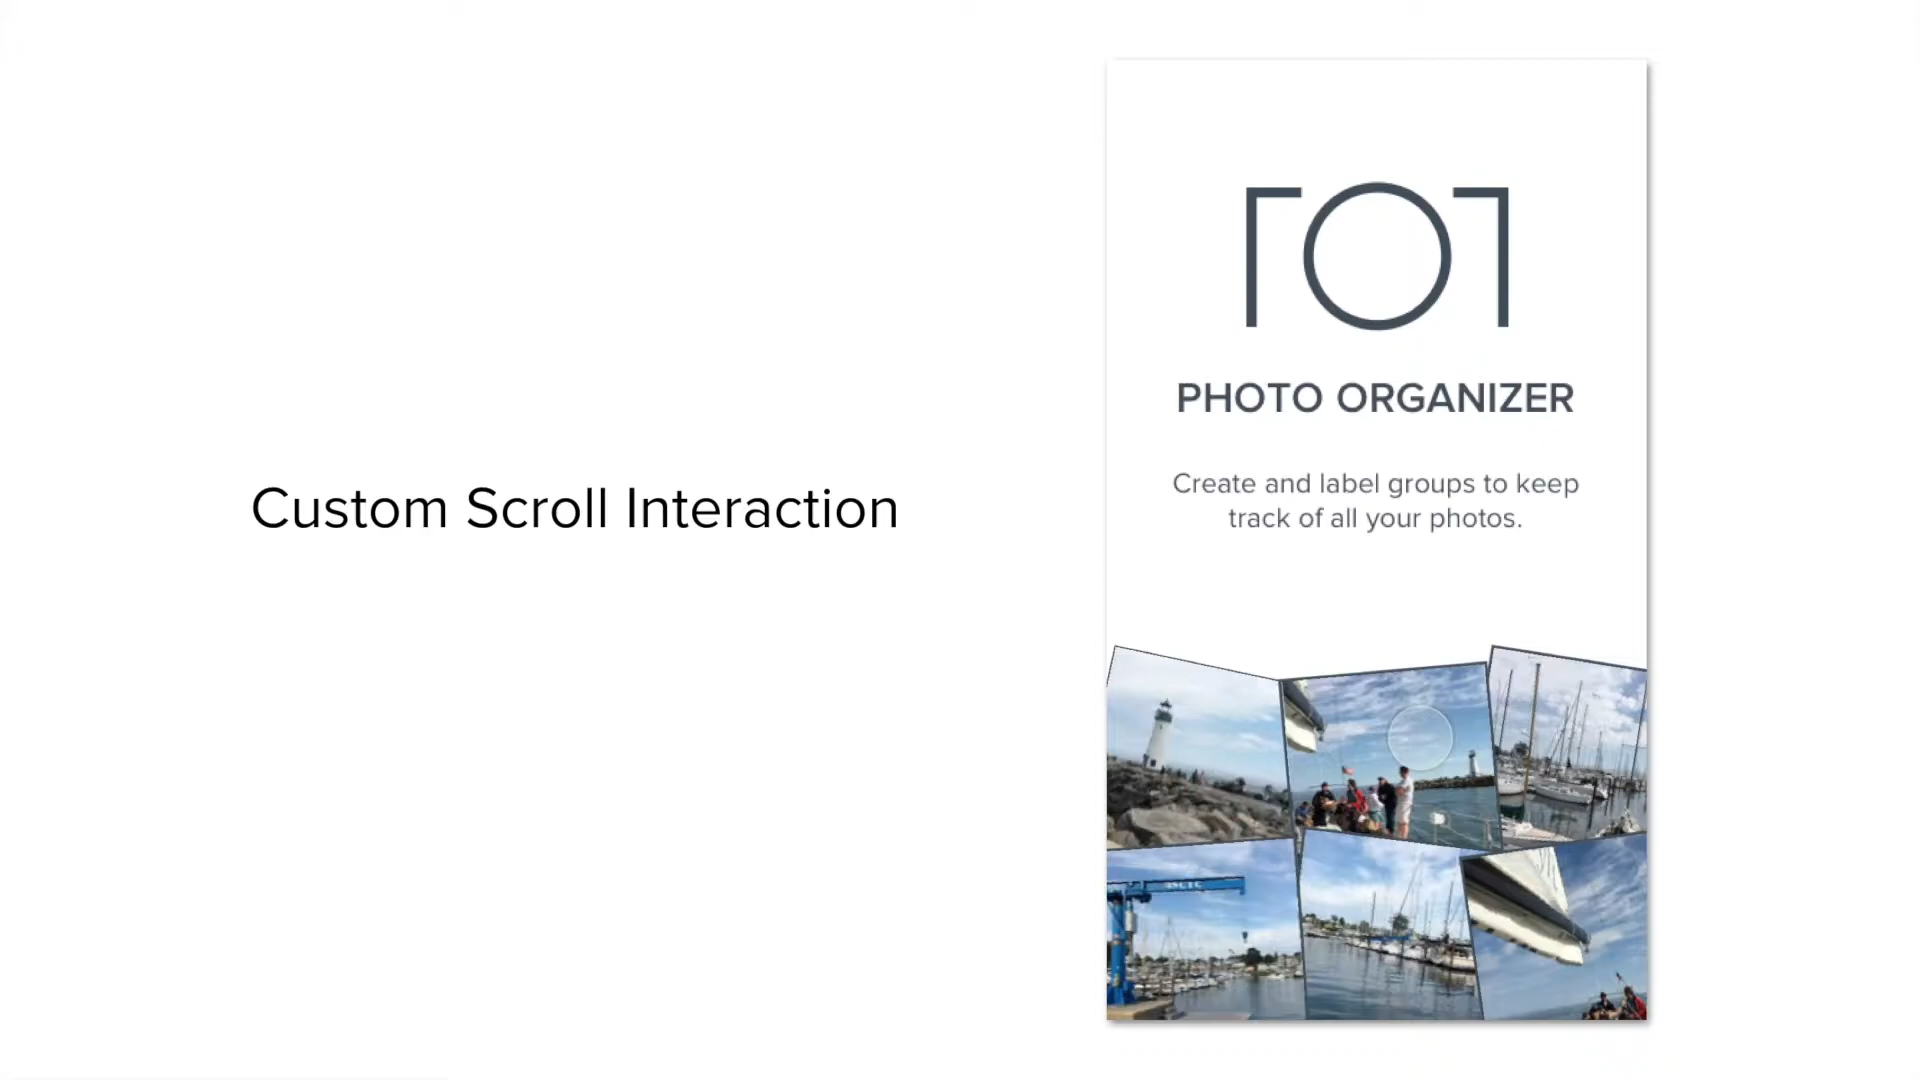 Custom Scroll Interaction
PHOTO ORGANIZER
Create and label groups to keep
track of all your photos.